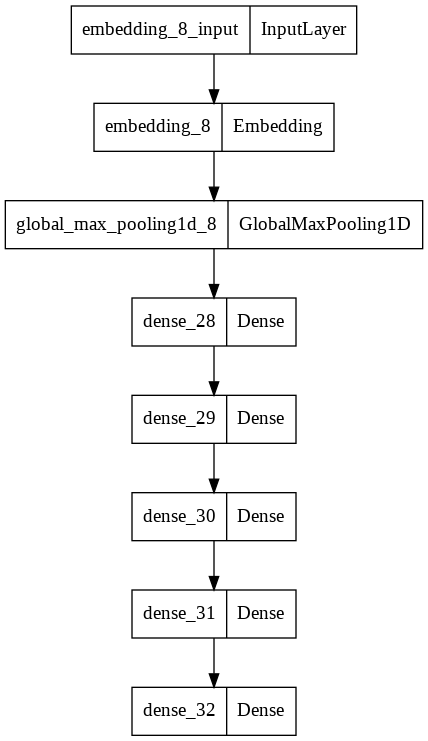 embedding_8_input InputLayer
embedding_8 Embedding
global_max_pooling1d_8 GlobalMaxPooling1D
dense_28 Dense
dense_29 Dense
dense_30 Dense
dense_31 Dense
dense_32 Dense